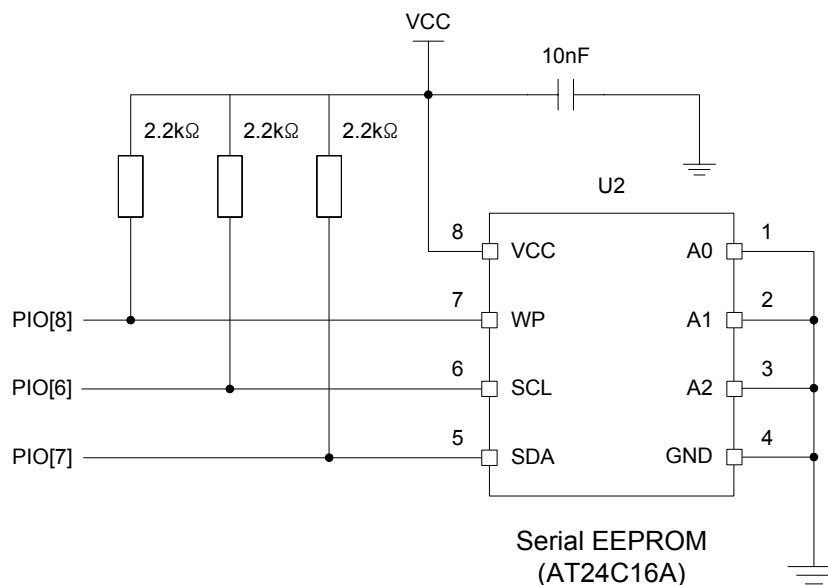 VCC
10nF
2.2kΩ 2.2kΩ 2.2kΩ
U2
8 VCC A0 1
PIO[8] 7 WP A1 2
PIO[6] 6 SCL A2 3
PIO[7] 5 SDA GND 4
Serial EEPROM
(AT24C16A)